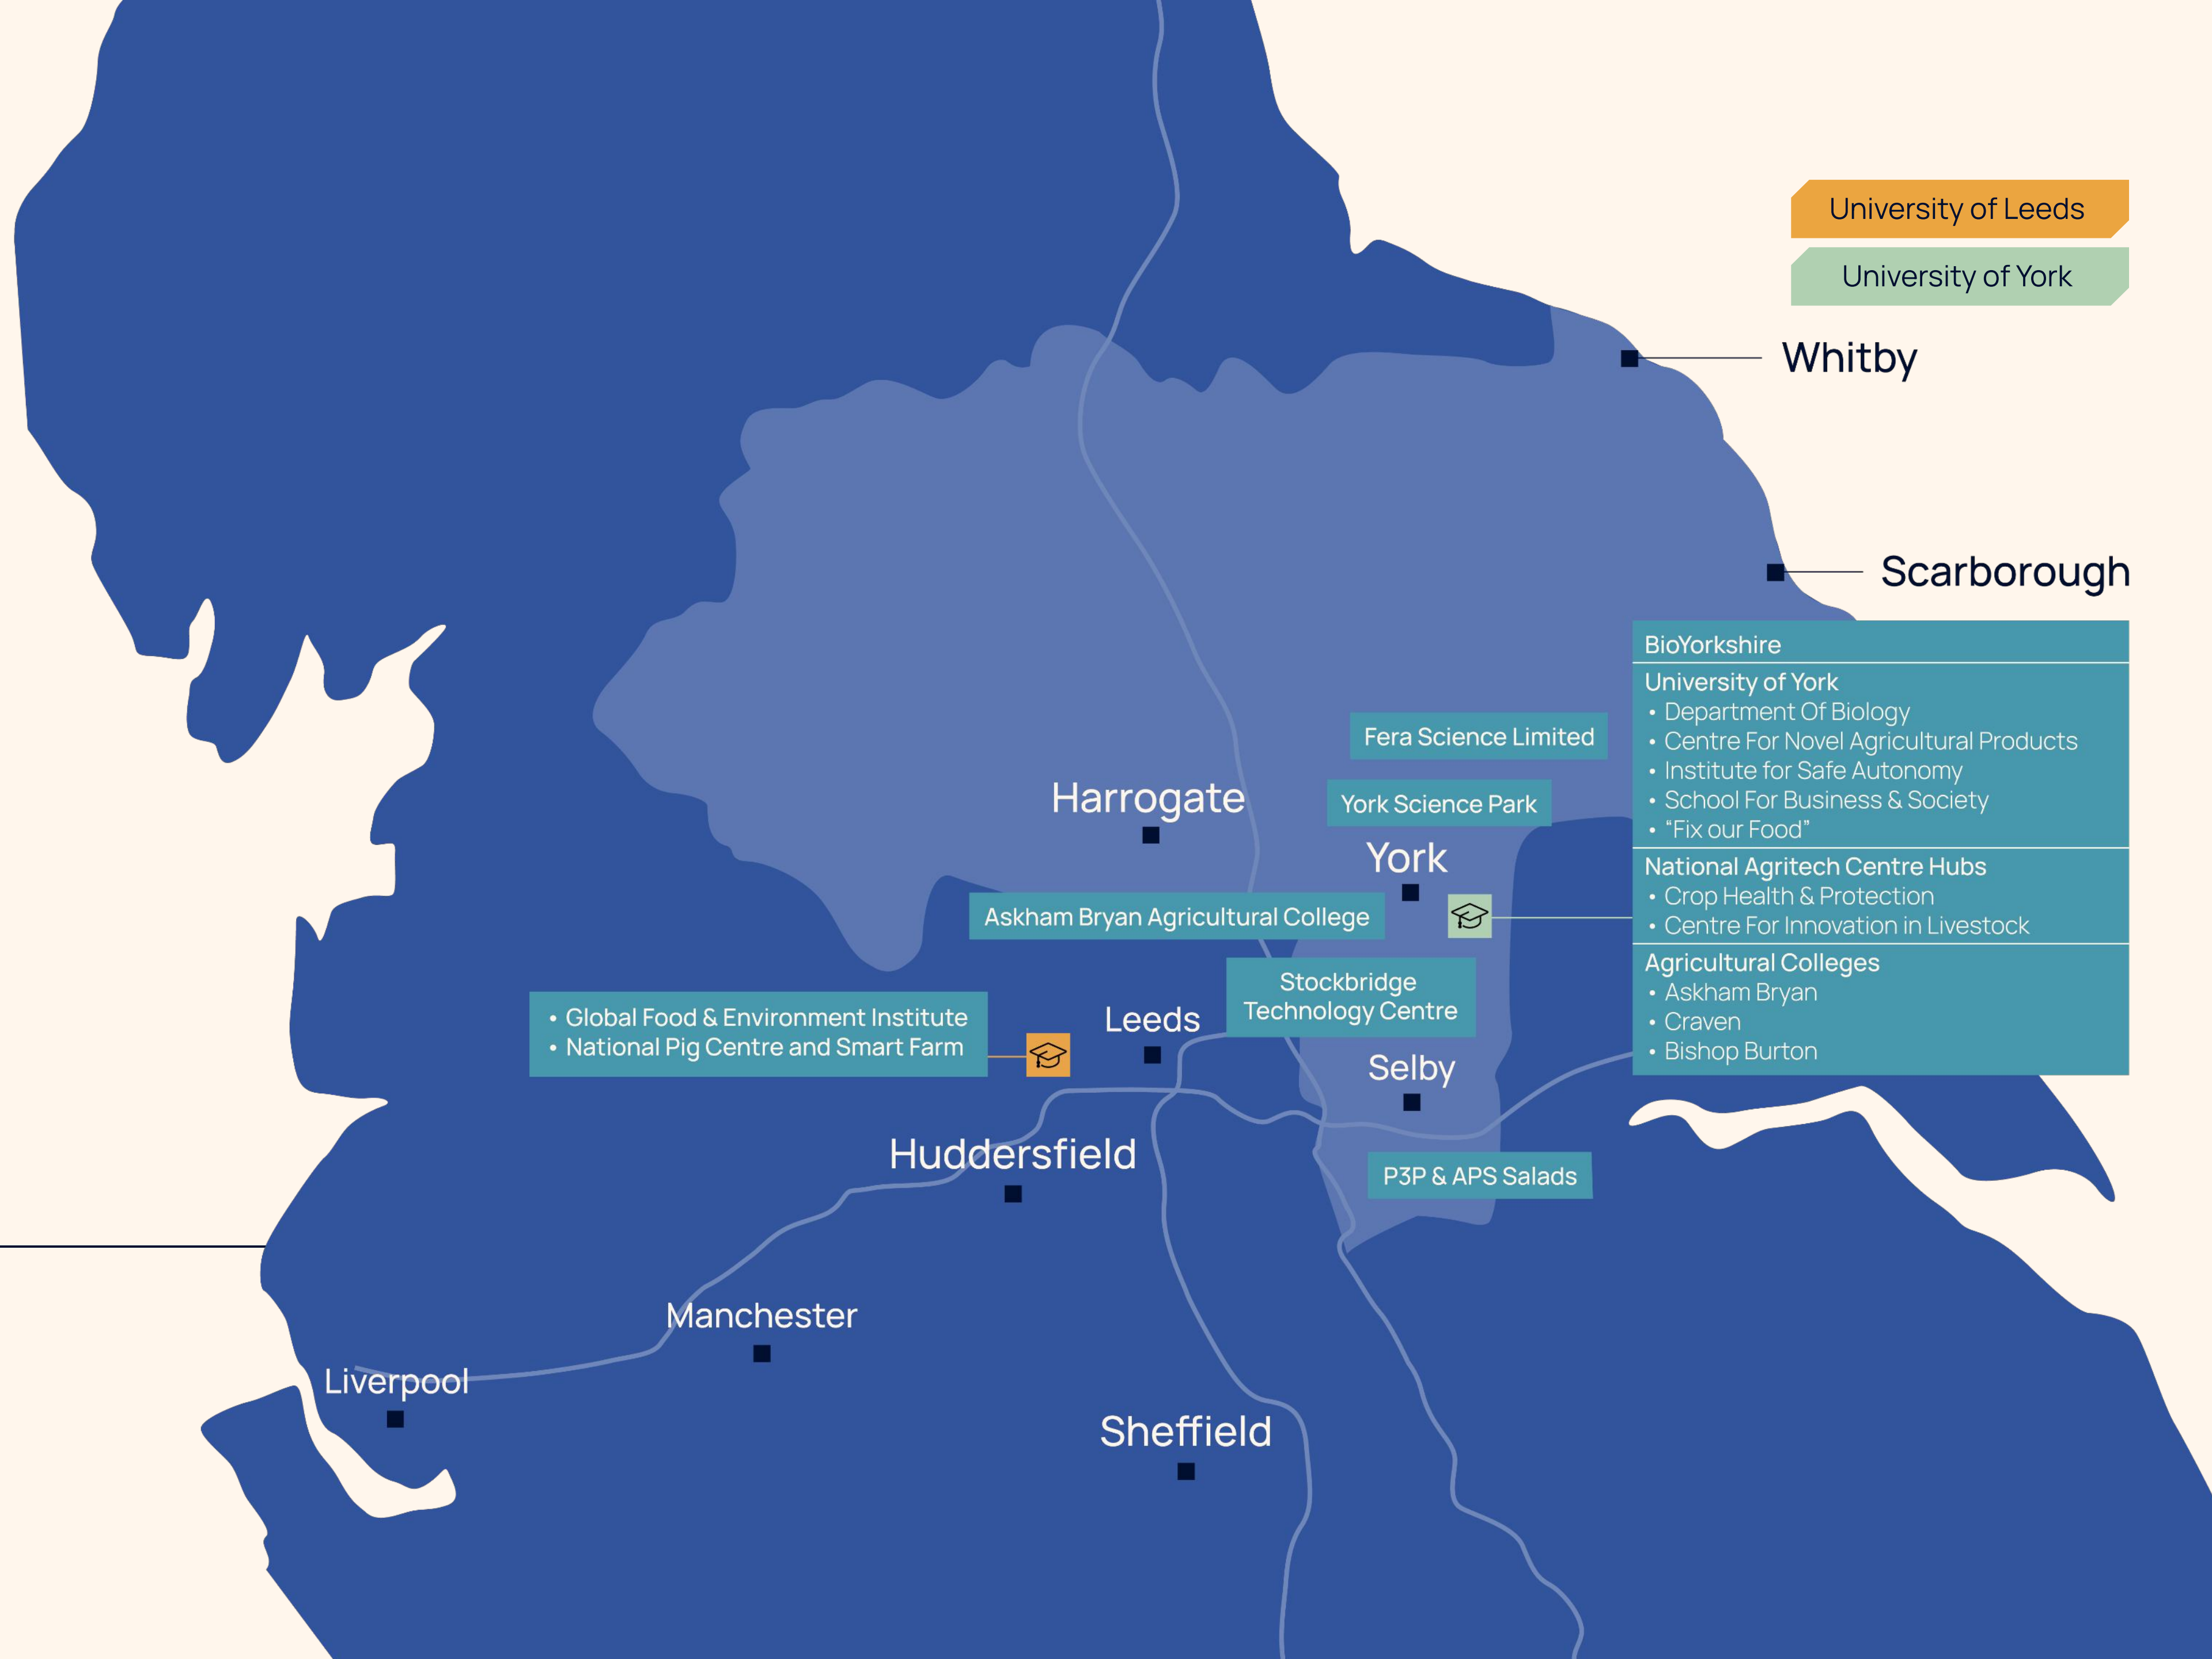 University of Leeds
University of York
Whitby
Scarborough
BioYorkshire
University of York
• Department Of Biology
• Centre For Novel Agricultural Products
• Institute for Safe Autonomy
• School For Business & Society
• “Fix our Food”
National Agritech Centre Hubs
• Crop Health & Protection
• Centre For Innovation in Livestock
Agricultural Colleges
• Askham Bryan
• Craven
• Bishop Burton
Fera Science Limited
York Science Park
Harrogate
York
Askham Bryan Agricultural College
Stockbridge
Technology Centre
• Global Food & Environment Institute
• National Pig Centre and Smart Farm
Leeds
Selby
Huddersfield
P3P & APS Salads
Manchester
Liverpool
Sheffield